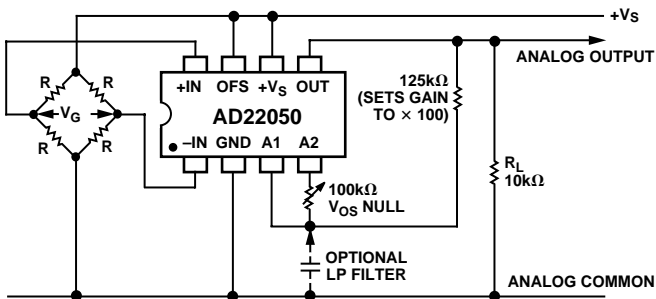 +VS
ANALOG OUTPUT
+IN OFS +VS OUT
125kΩ
(SETS GAIN
TO × 100)
R R
VG
AD22050
R R
–IN GND A1 A2
RL
10kΩ
100kΩ
VOS NULL
OPTIONAL
LP FILTER
ANALOG COMMON